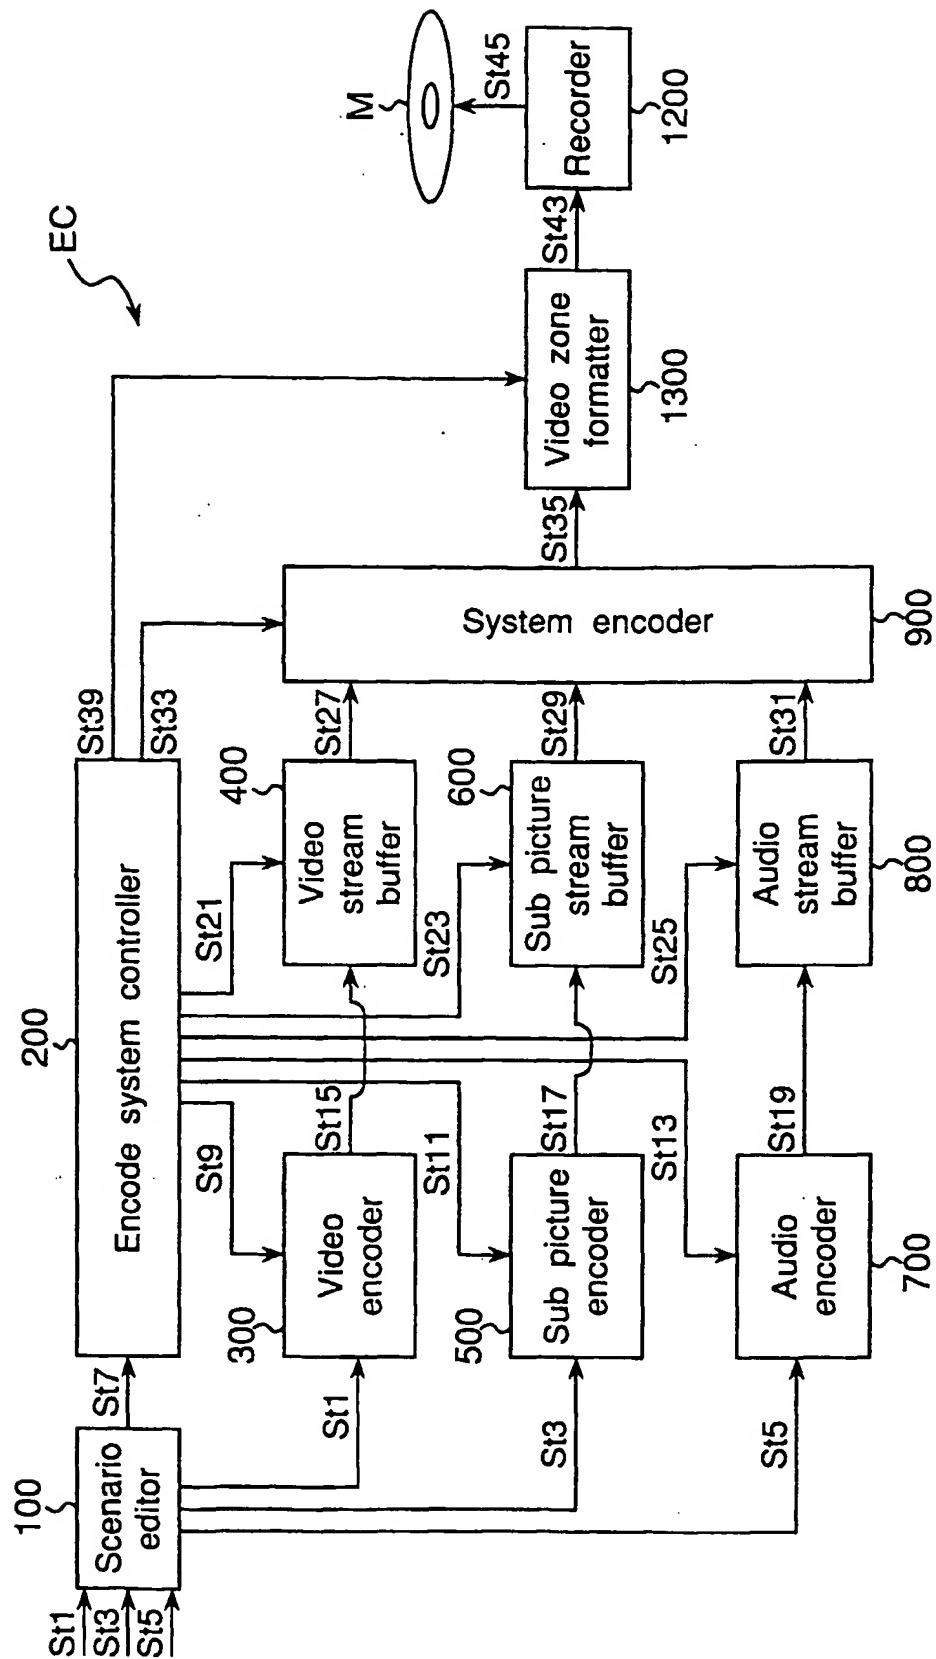 EC
St1
St3
St5
100
Scenario
editor
St7
200
Encode system controller
St39
St33
St9
St21
St11
St23
St13
St25
St1
St3
St5
300
Video
encoder
St15
400
Video
stream
buffer
St27
500
Sub picture
encoder
St17
600
Sub picture
stream
buffer
St29
700
Audio
encoder
St19
800
Audio
stream
buffer
St31
System encoder
900
St35
Video zone
formatter
1300
St43
Recorder
1200
St45
M